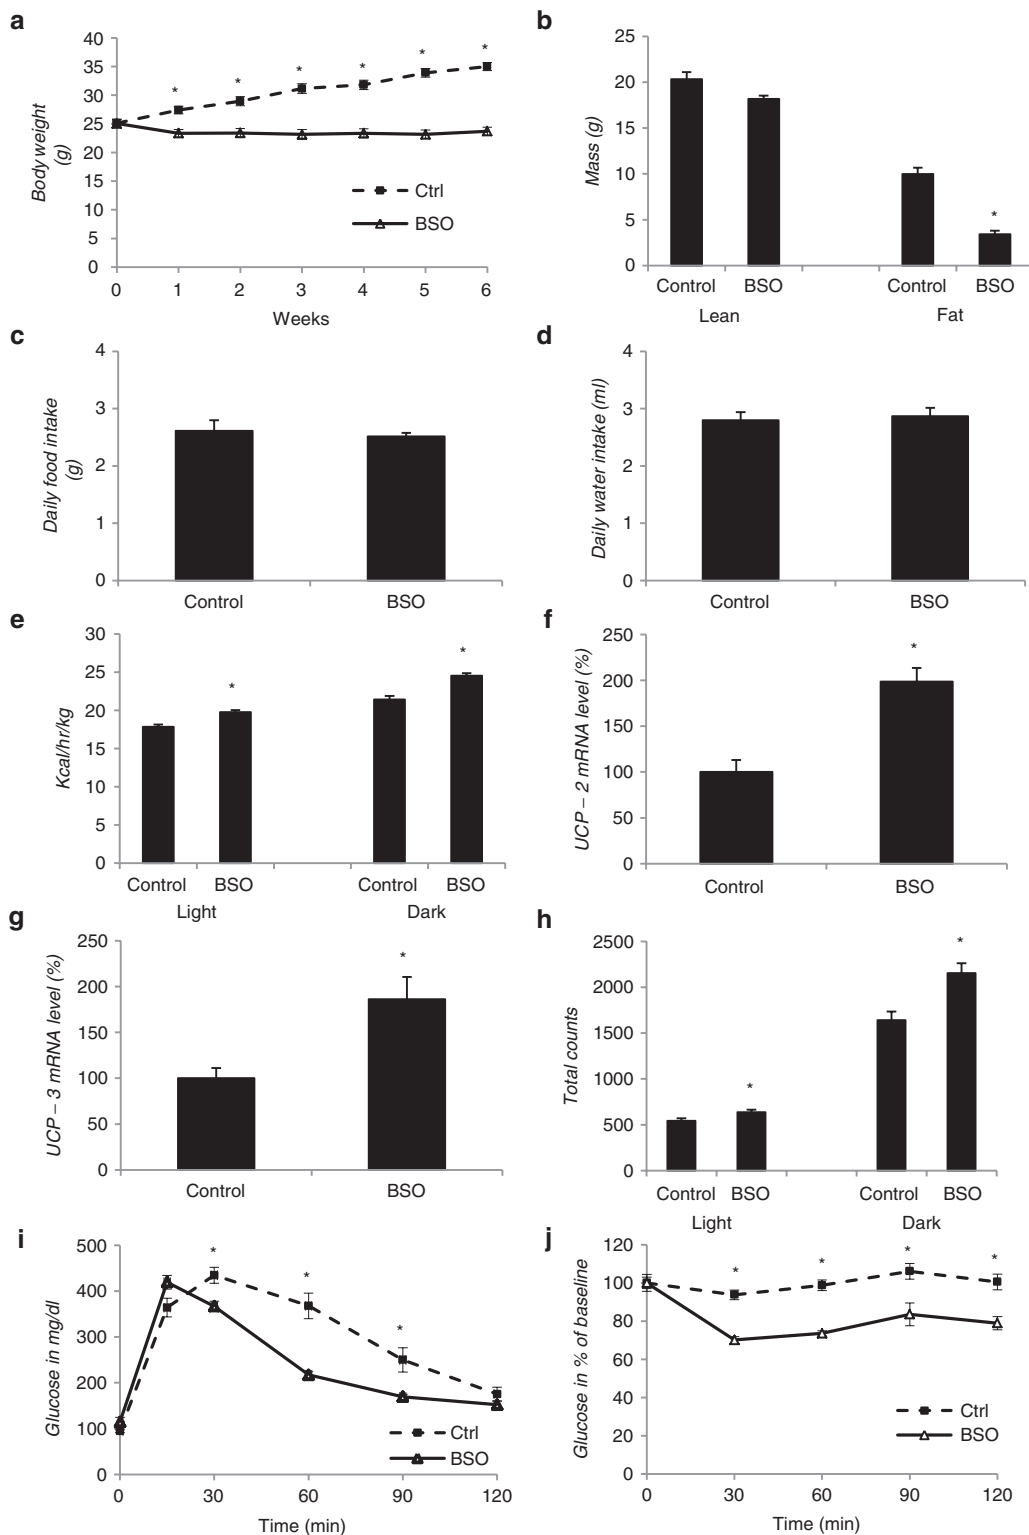 a
40
35
30
25
20
15
10
5
0
Body weight
(g)
* * * * * *
Ctrl
BSO
0 1 2 3 4 5 6
Weeks
b
25
20
15
10
5
0
Mass (g)
*
Control BSO Control BSO
Lean Fat
c
4
3
2
1
0
Daily food intake
(g)
Control BSO
d
4
3
2
1
0
Daily water intake (ml)
Control BSO
e
30
25
20
15
10
5
0
Kcal/hr/kg
* *
Control BSO Control BSO
Light Dark
f
250
200
150
100
50
0
UCP – 2 mRNA level (%)
*
Control BSO
g
250
200
150
100
50
0
UCP – 3 mRNA level (%)
*
Control BSO
h
2500
2000
1500
1000
500
0
Total counts
* *
Control BSO Control BSO
Light Dark
i
500
400
300
200
100
0
Glucose in mg/dl
* * *
Ctrl
BSO
0 30 60 90 120
Time (min)
j
120
100
80
60
40
20
0
Glucose in % of baseline
* * * *
Ctrl
BSO
0 30 60 90 120
Time (min)